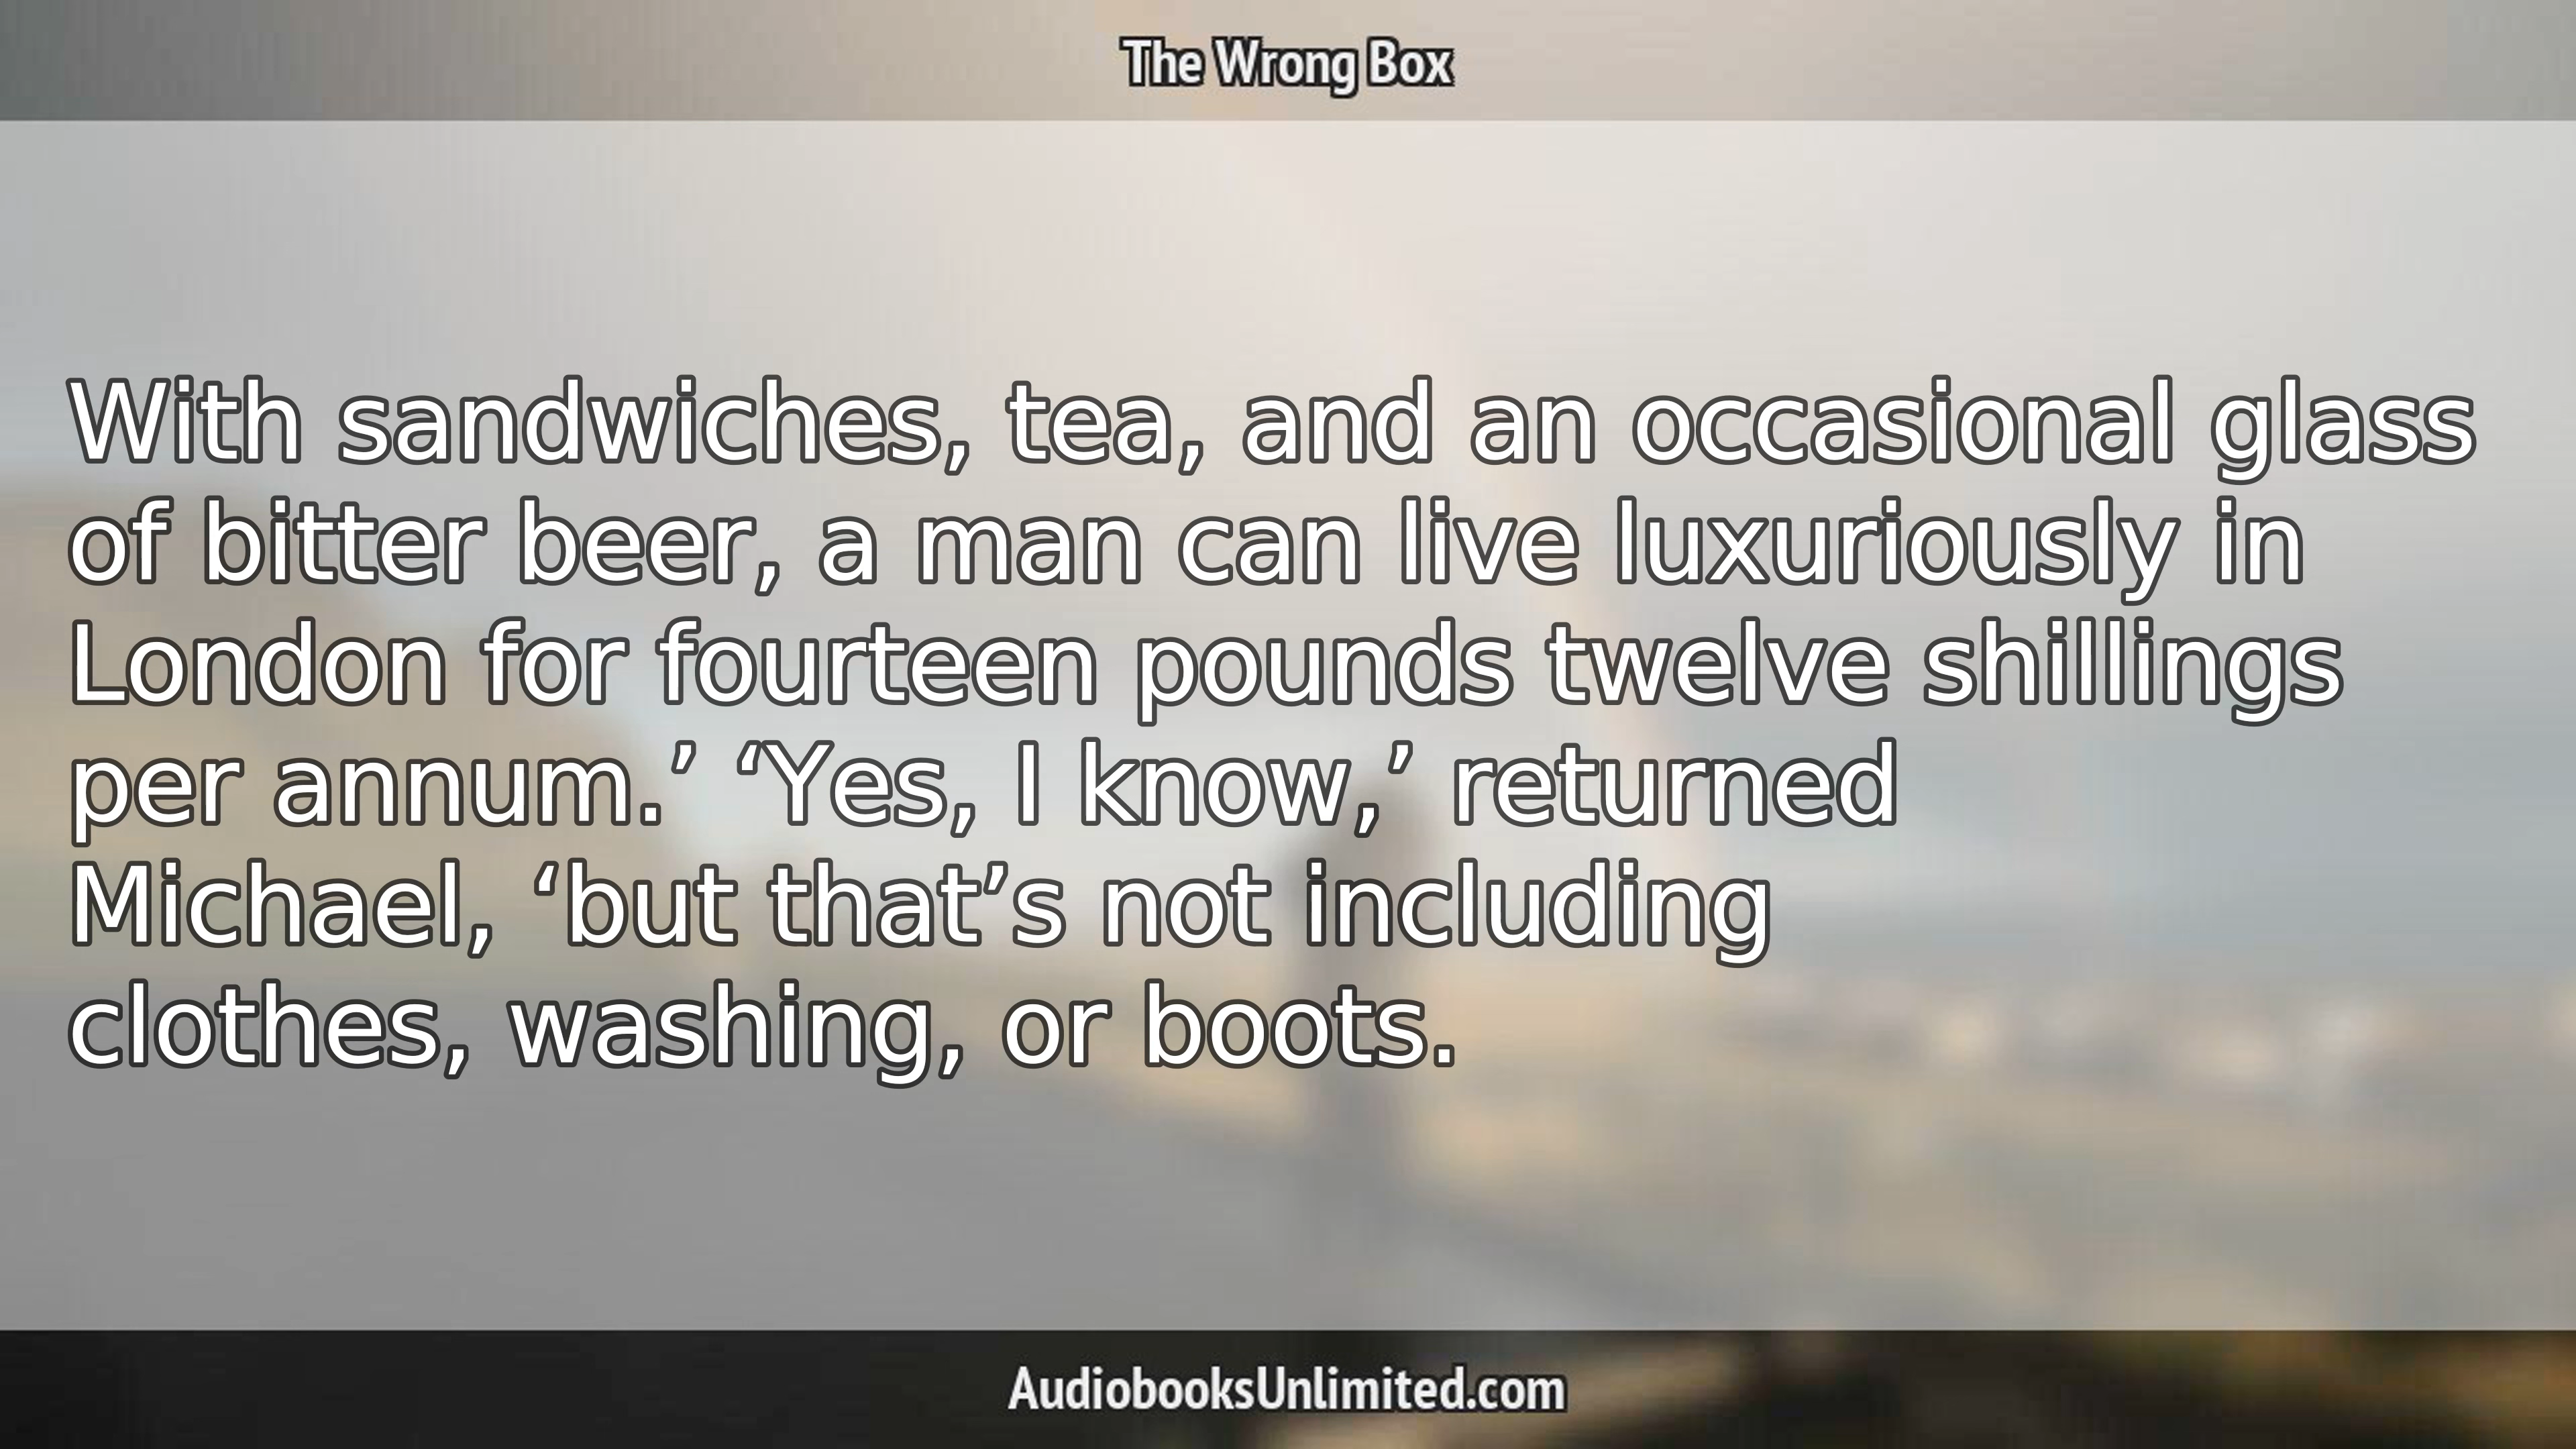 The Wrong Box
With sandwiches, tea, and an occasional glass
of bitter beer, a man can live luxuriously in
London for fourteen pounds twelve shillings
per annum.’ ‘Yes, I know,’ returned
Michael, ‘but that’s not including
clothes, washing, or boots.
AudiobooksUnlimited.com